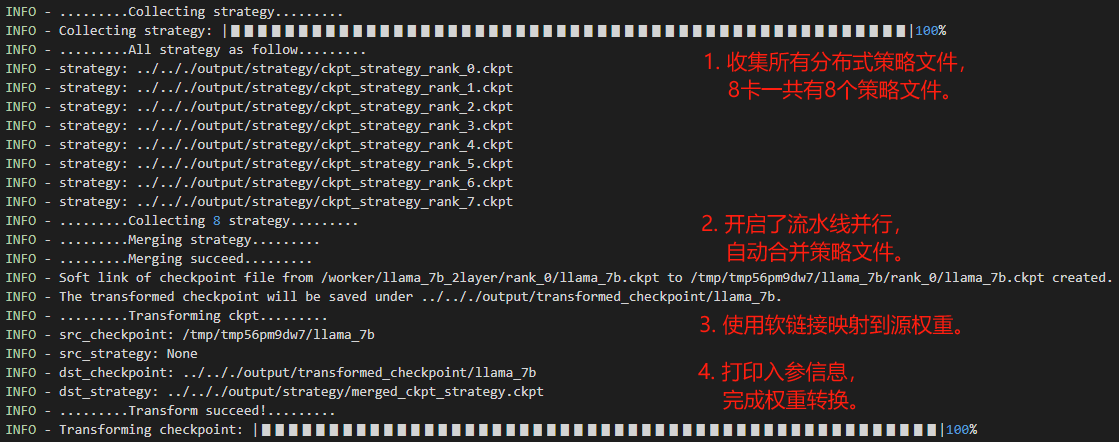 INFO - .........Collecting strategy.........
INFO - Collecting strategy: |██████████████████████████████████████████████████|100%
INFO - .........All strategy as follow.........
INFO - strategy: ../.././output/strategy/ckpt_strategy_rank_0.ckpt
1. 收集所有分布式策略文件,
INFO - strategy: ../.././output/strategy/ckpt_strategy_rank_1.ckpt
8卡一共有8个策略文件。
INFO - strategy: ../.././output/strategy/ckpt_strategy_rank_2.ckpt
INFO - strategy: ../.././output/strategy/ckpt_strategy_rank_3.ckpt
INFO - strategy: ../.././output/strategy/ckpt_strategy_rank_4.ckpt
INFO - strategy: ../.././output/strategy/ckpt_strategy_rank_5.ckpt
INFO - strategy: ../.././output/strategy/ckpt_strategy_rank_6.ckpt
INFO - strategy: ../.././output/strategy/ckpt_strategy_rank_7.ckpt
INFO - .........Collecting 8 strategy.........
2. 开启了流水线并行,
INFO - .........Merging strategy.........
自动合并策略文件。
INFO - .........Merging succeed.........
INFO - Soft link of checkpoint file from /worker/llama_7b_2layer/rank_0/llama_7b.ckpt to /tmp/tmp56pm9dw7/llama_7b/rank_0/llama_7b.ckpt created.
INFO - The transformed checkpoint will be saved under ../.././output/transformed_checkpoint/llama_7b.
INFO - .........Transforming ckpt.........
3. 使用软链接映射到源权重。
INFO - src_checkpoint: /tmp/tmp56pm9dw7/llama_7b
INFO - src_strategy: None
INFO - dst_checkpoint: ../.././output/transformed_checkpoint/llama_7b
4. 打印入参信息,
INFO - dst_strategy: ../.././output/strategy/merged_ckpt_strategy.ckpt
完成权重转换。
INFO - .........Transform succeed!.........
INFO - Transforming checkpoint: |██████████████████████████████████████████████████|100%